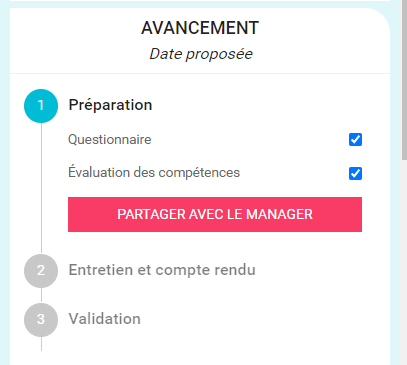 AVANCEMENT
Date proposée
1 Préparation
Questionnaire
Évaluation des compétences
PARTAGER AVEC LE MANAGER
2 Entretien et compte rendu
3 Validation